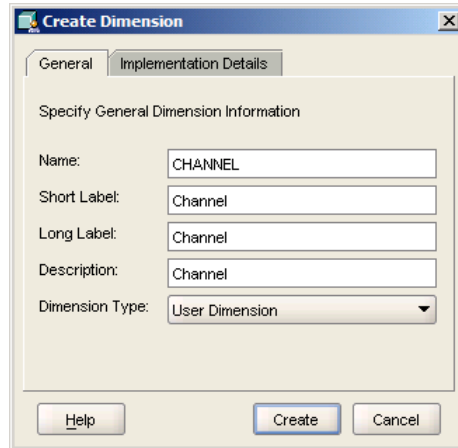 Create Dimension
General Implementation Details
Specify General Dimension Information
Name: CHANNEL
Short Label: Channel
Long Label: Channel
Description: Channel
Dimension Type: User Dimension
Help Create Cancel